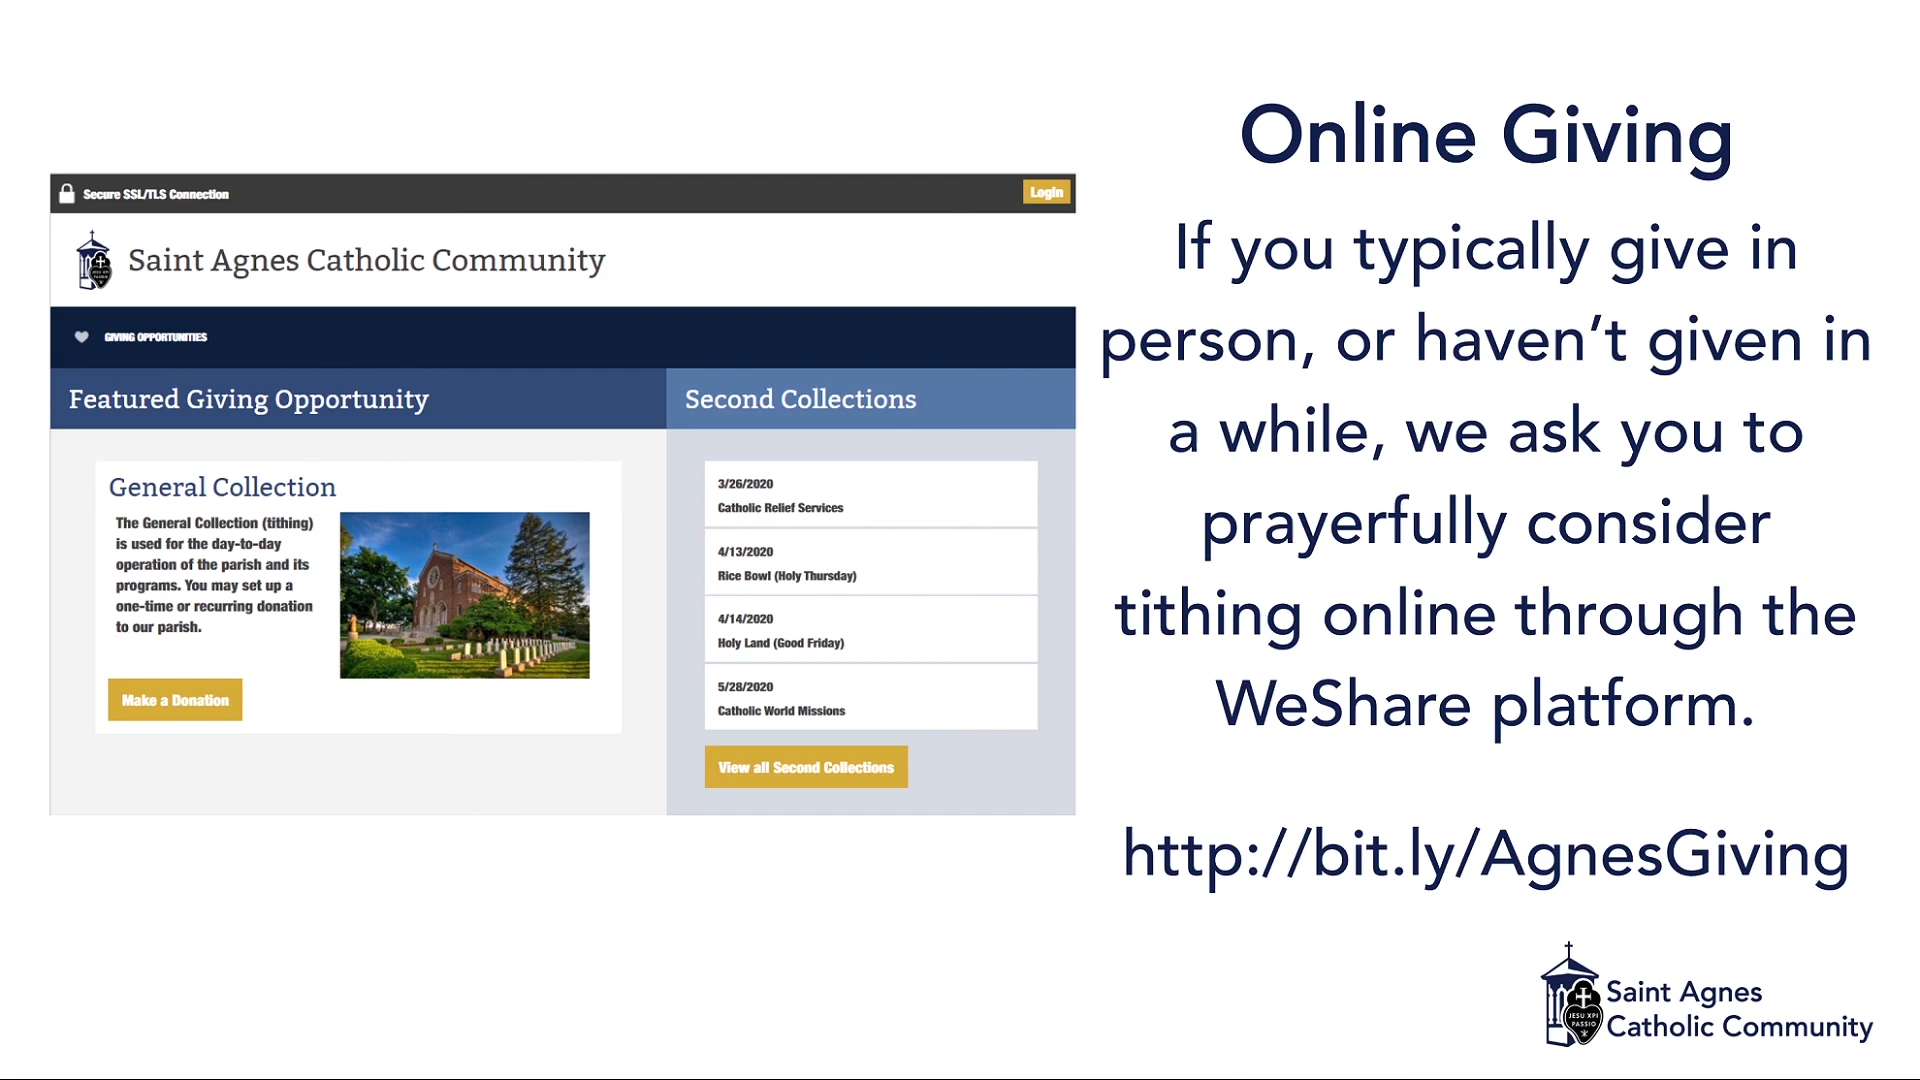 Secure SSL/TLS Connection
Login
Saint Agnes Catholic Community
GIVING OPPORTUNITIES
Featured Giving Opportunity
General Collection
The General Collection (tithing)
is used for the day-to-day
operation of the parish and its
programs. You may set up a
one-time or recurring donation
to our parish.
Make a Donation
Second Collections
3/26/2020
Catholic Relief Services
4/13/2020
Rice Bowl (Holy Thursday)
4/14/2020
Holy Land (Good Friday)
5/28/2020
Catholic World Missions
View all Second Collections
Online Giving
If you typically give in
person, or haven’t given in
a while, we ask you to
prayerfully consider
tithing online through the
WeShare platform.
http://bit.ly/AgnesGiving
JESU XPI
PASSIO
Saint Agnes
Catholic Community